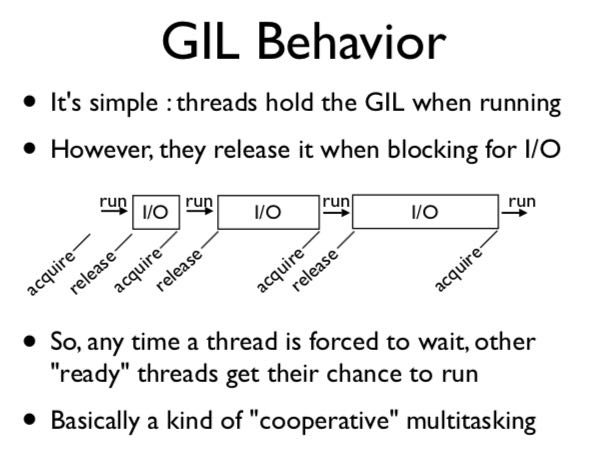 GIL Behavior
• It's simple : threads hold the GIL when running
• However, they release it when blocking for I/O
run I/O run I/O run I/O run
acquire release acquire release acquire release acquire
• So, any time a thread is forced to wait, other
"ready" threads get their chance to run
• Basically a kind of "cooperative" multitasking